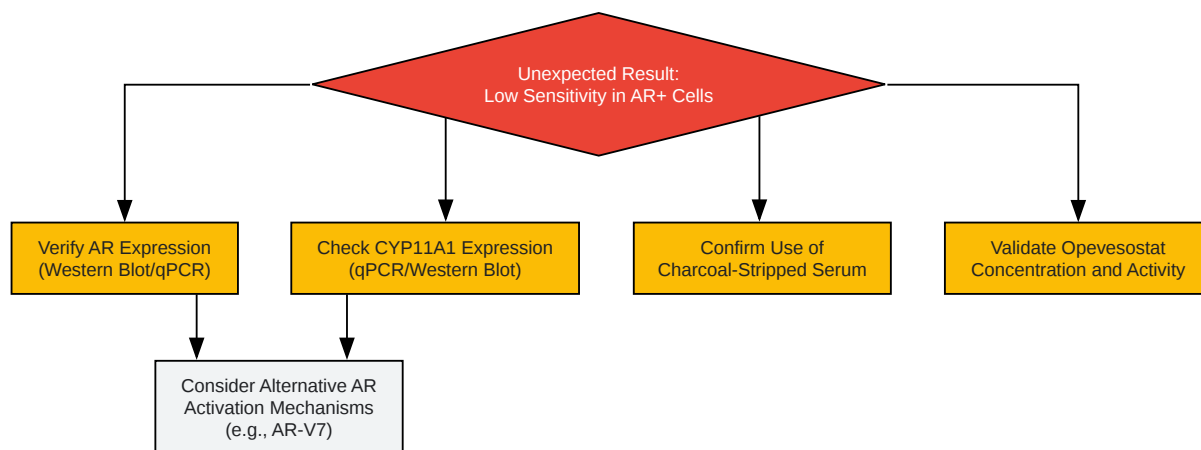 Unexpected Result:
Low Sensitivity in AR+ Cells
Verify AR Expression
(Western Blot/qPCR)
Check CYP11A1 Expression
(qPCR/Western Blot)
Confirm Use of
Charcoal-Stripped Serum
Validate Opevesostat
Concentration and Activity
Consider Alternative AR
Activation Mechanisms
(e.g., AR-V7)